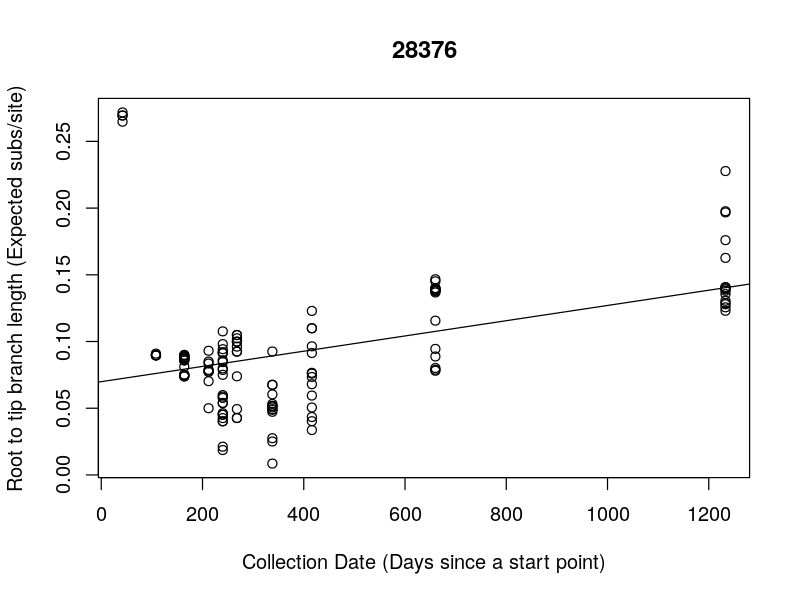 28376
Root to tip branch length (Expected subs/site)
0.25
0.20
0.15
0.10
0.05
0.00
0 200 400 600 800 1000 1200
Collection Date (Days since a start point)